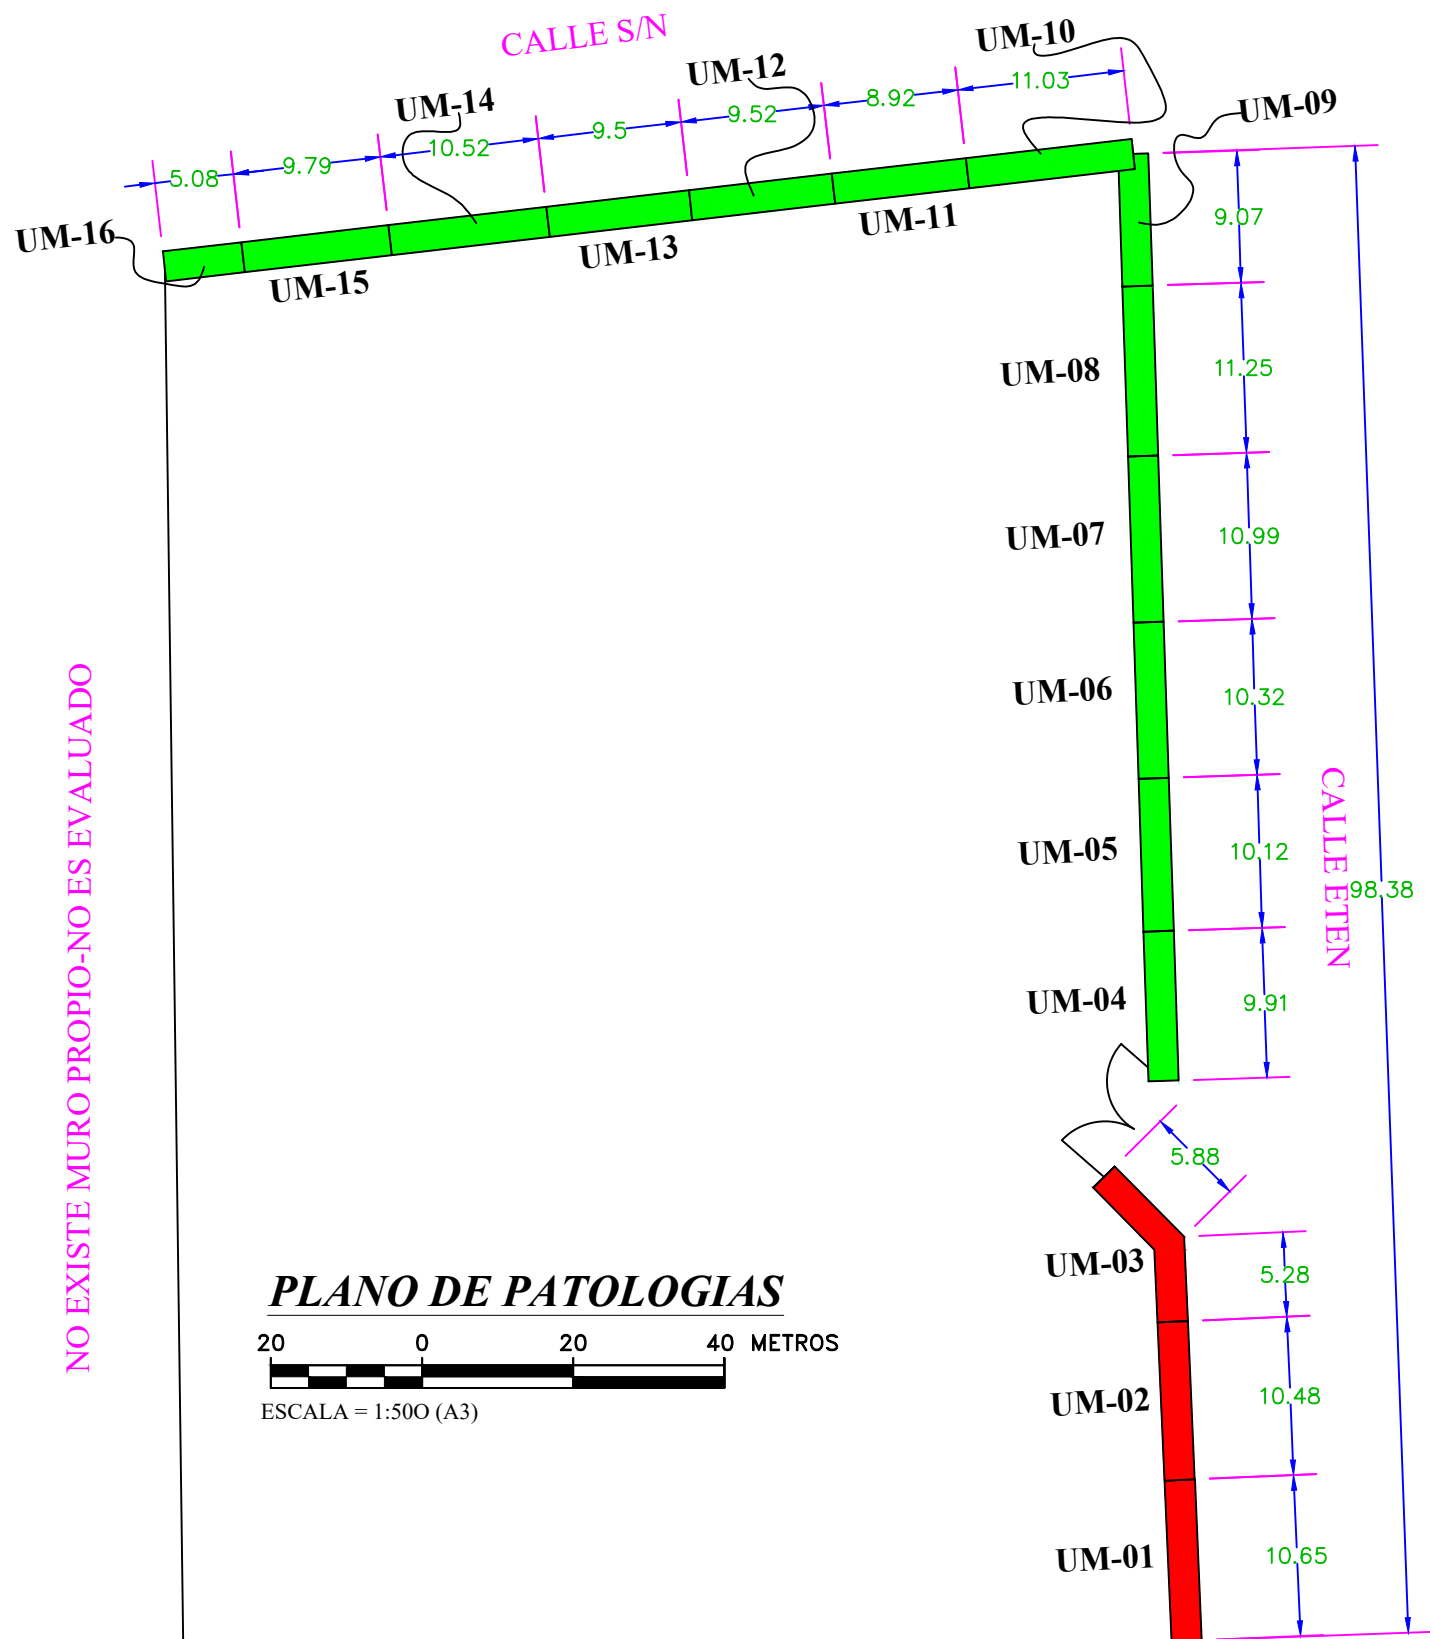 CALLE S/N
UM-10
UM-12
UM-14
UM-09
UM-16
UM-15
UM-13
UM-11
5.08
9.79
10.52
9.5
9.52
8.92
11.03
9.07
UM-08
11.25
UM-07
10.99
UM-06
10.32
UM-05
10.12
UM-04
9.91
CALLE ETEN
98.38
NO EXISTE MURO PROPIO-NO ES EVALUADO
5.88
UM-03
5.28
UM-02
10.48
UM-01
10.65
PLANO DE PATOLOGIAS
20 0 20 40 METROS
ESCALA = 1:50O (A3)